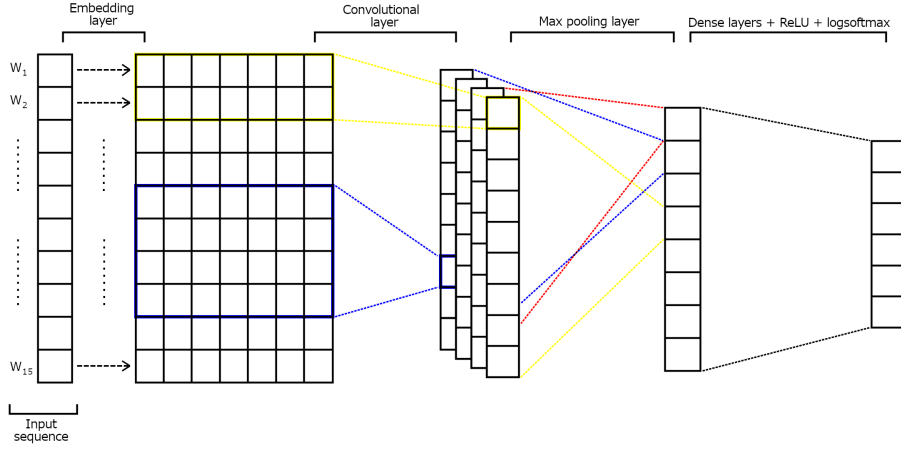 Embedding
layer
Convolutional
layer
Max pooling layer
Dense layers + ReLU + logsoftmax
W1
W2
W15
Input
sequence